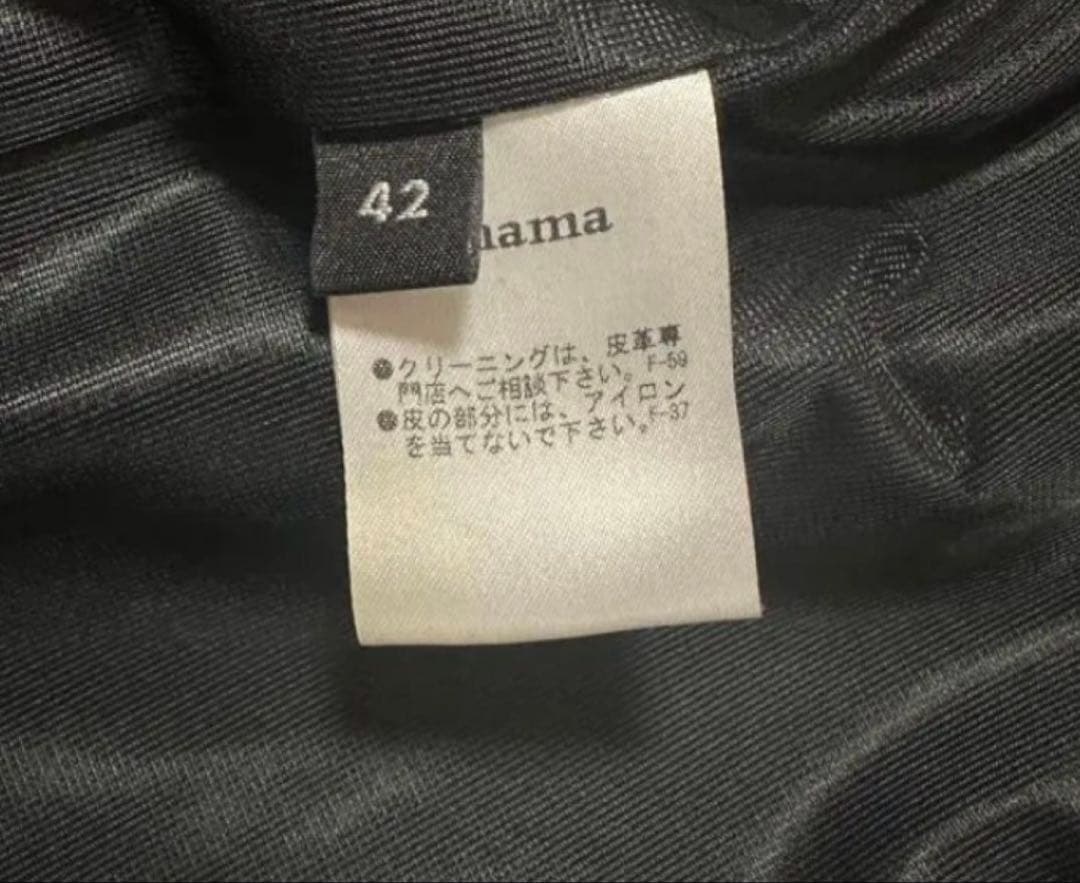 42
ama
●クリーニングは、皮革専
門店へご相談下さい。F-59
●皮の部分には、アイロン
を当てないで下さい。F-37